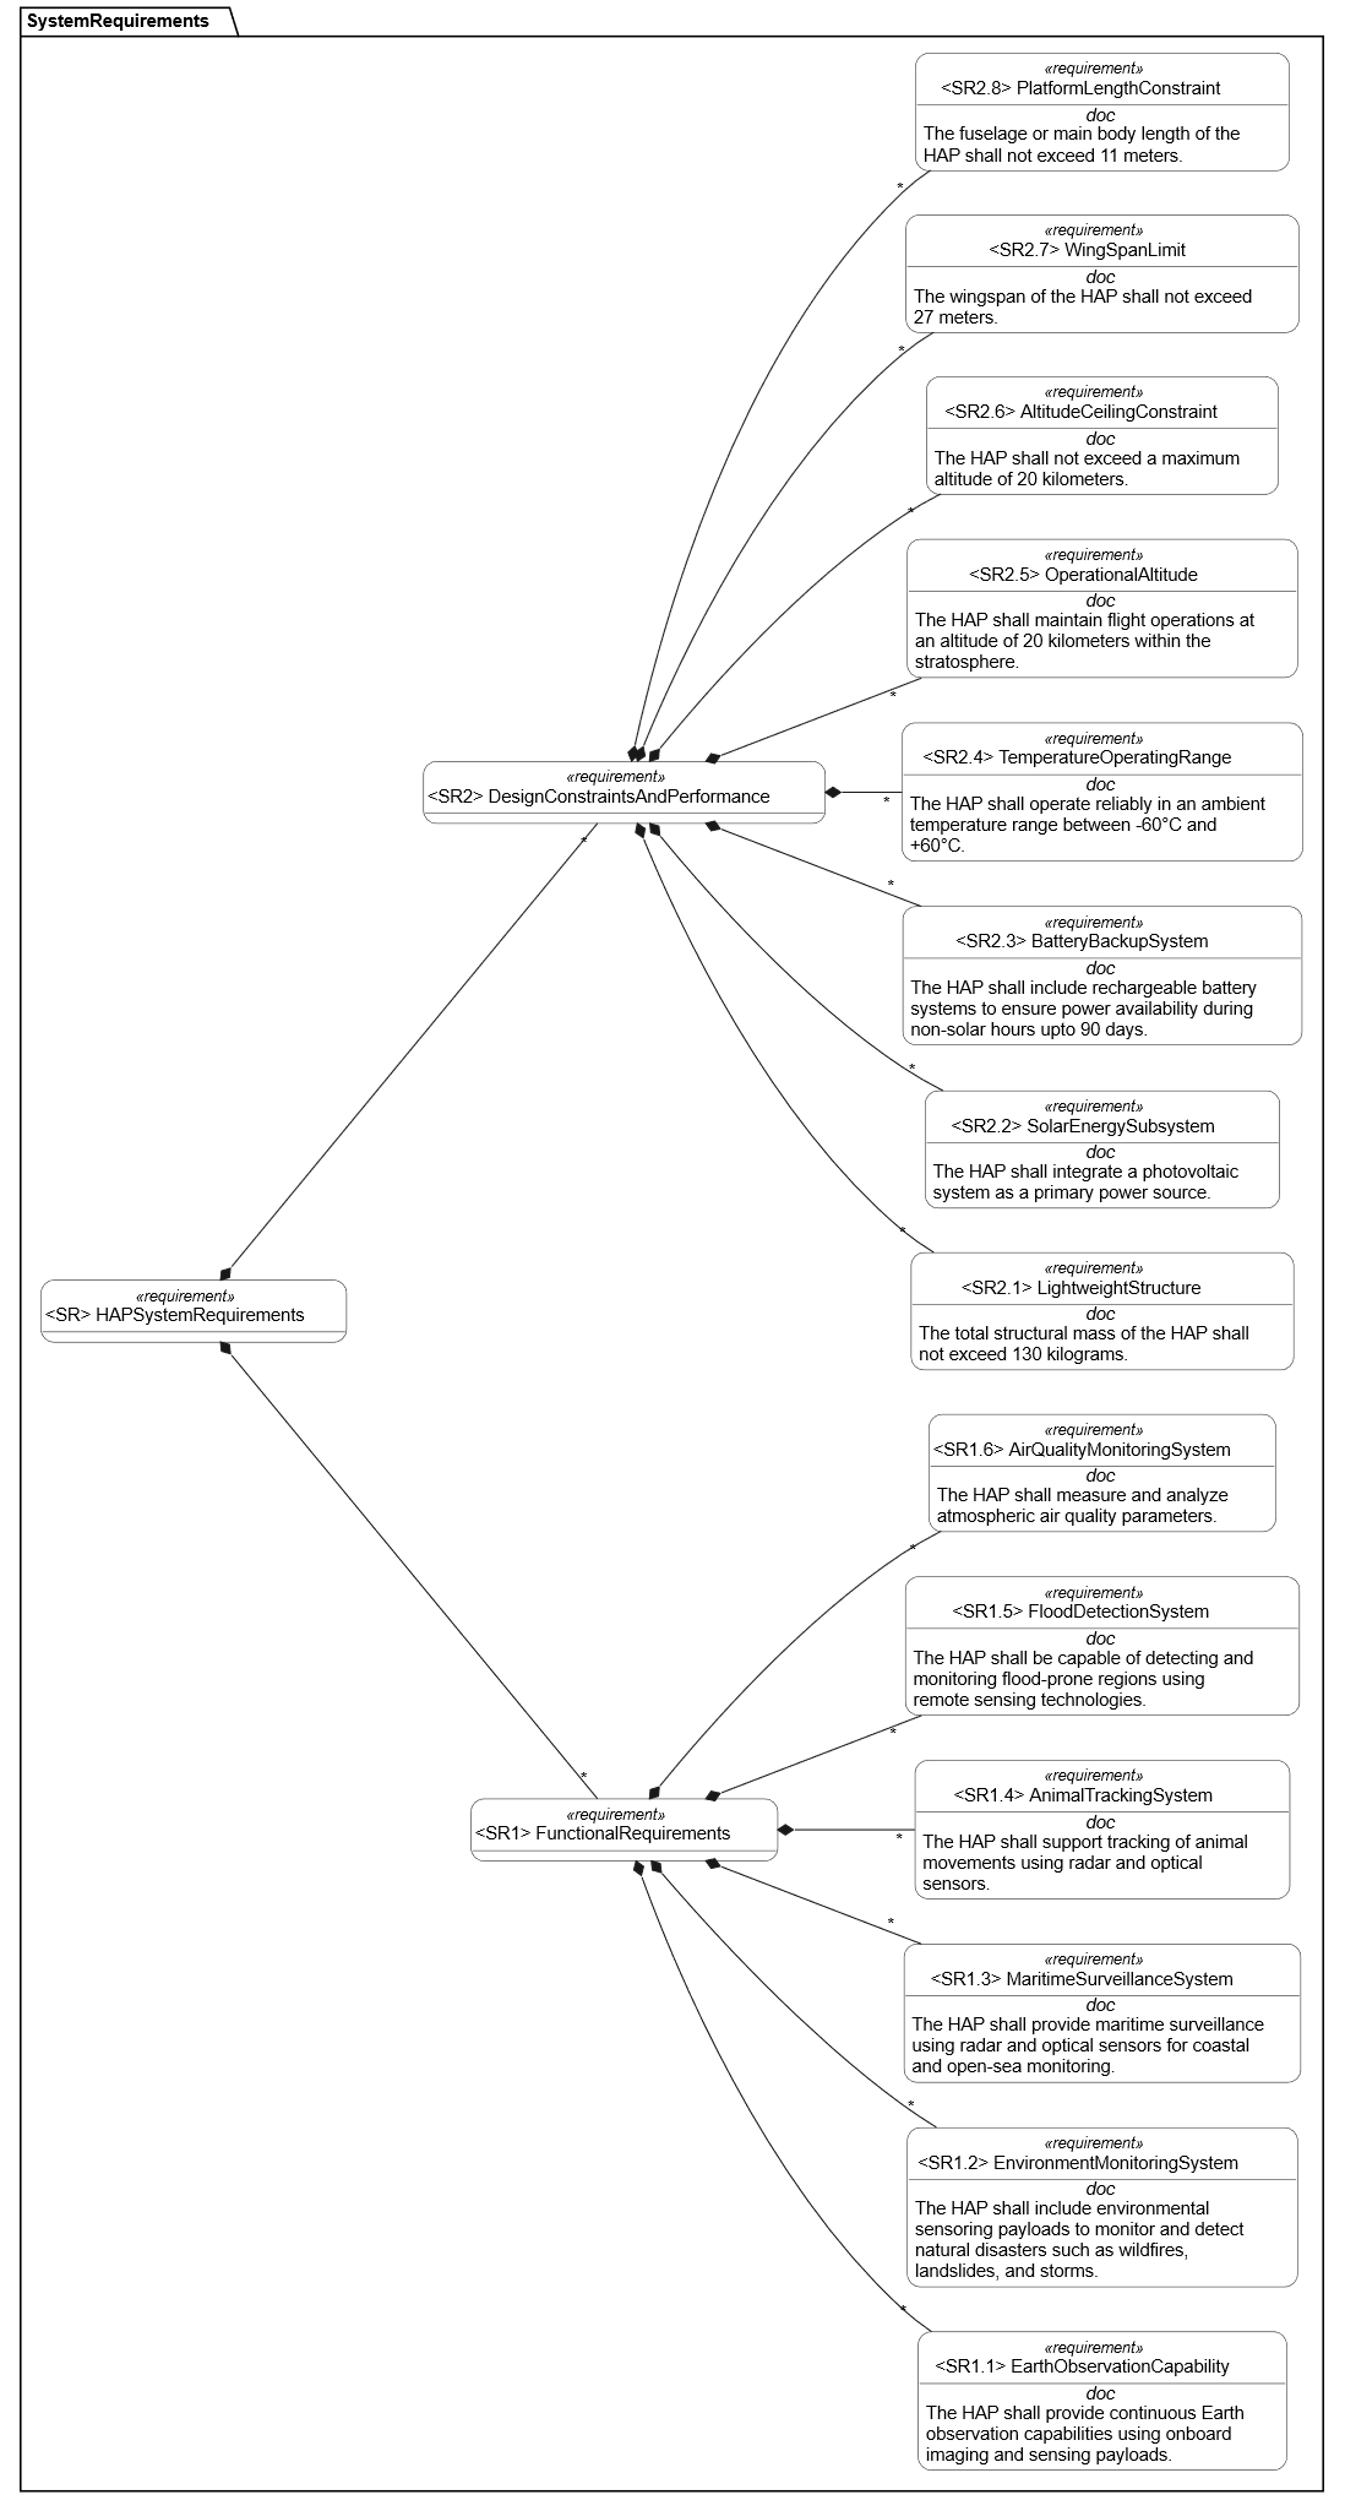 SystemRequirements
«requirement»
<SR2.8> PlatformLengthConstraint
doc
The fuselage or main body length of the
HAP shall not exceed 11 meters.
*
«requirement»
<SR2.7> WingSpanLimit
doc
The wingspan of the HAP shall not exceed
27 meters.
*
«requirement»
<SR2.6> AltitudeCeilingConstraint
doc
The HAP shall not exceed a maximum
altitude of 20 kilometers.
*
«requirement»
<SR2.5> OperationalAltitude
doc
The HAP shall maintain flight operations at
an altitude of 20 kilometers within the
stratosphere.
*
«requirement»
<SR2.4> TemperatureOperatingRange
doc
The HAP shall operate reliably in an ambient
temperature range between -60°C and
+60°C.
*
«requirement»
<SR2> DesignConstraintsAndPerformance
*
*
«requirement»
<SR2.3> BatteryBackupSystem
doc
The HAP shall include rechargeable battery
systems to ensure power availability during
non-solar hours upto 90 days.
*
«requirement»
<SR2.2> SolarEnergySubsystem
doc
The HAP shall integrate a photovoltaic
system as a primary power source.
*
«requirement»
<SR2.1> LightweightStructure
doc
The total structural mass of the HAP shall
not exceed 130 kilograms.
«requirement»
<SR> HAPSystemRequirements
«requirement»
<SR1.6> AirQualityMonitoringSystem
doc
The HAP shall measure and analyze
atmospheric air quality parameters.
*
«requirement»
<SR1.5> FloodDetectionSystem
doc
The HAP shall be capable of detecting and
monitoring flood-prone regions using
remote sensing technologies.
*
*
«requirement»
<SR1> FunctionalRequirements
«requirement»
<SR1.4> AnimalTrackingSystem
doc
The HAP shall support tracking of animal
movements using radar and optical
sensors.
*
*
«requirement»
<SR1.3> MaritimeSurveillanceSystem
doc
The HAP shall provide maritime surveillance
using radar and optical sensors for coastal
and open-sea monitoring.
*
«requirement»
<SR1.2> EnvironmentMonitoringSystem
doc
The HAP shall include environmental
sensoring payloads to monitor and detect
natural disasters such as wildfires,
landslides, and storms.
*
«requirement»
<SR1.1> EarthObservationCapability
doc
The HAP shall provide continuous Earth
observation capabilities using onboard
imaging and sensing payloads.